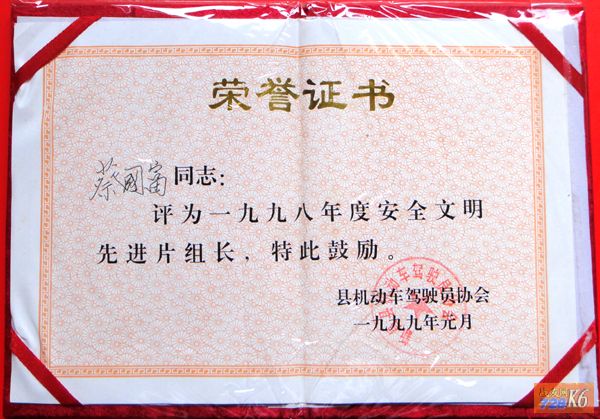 荣誉证书
蔡国富同志：
评为一九九八年度安全文明
先进片组长，特此鼓励。
县机动车驾驶员协会
一九九九年元月
K6